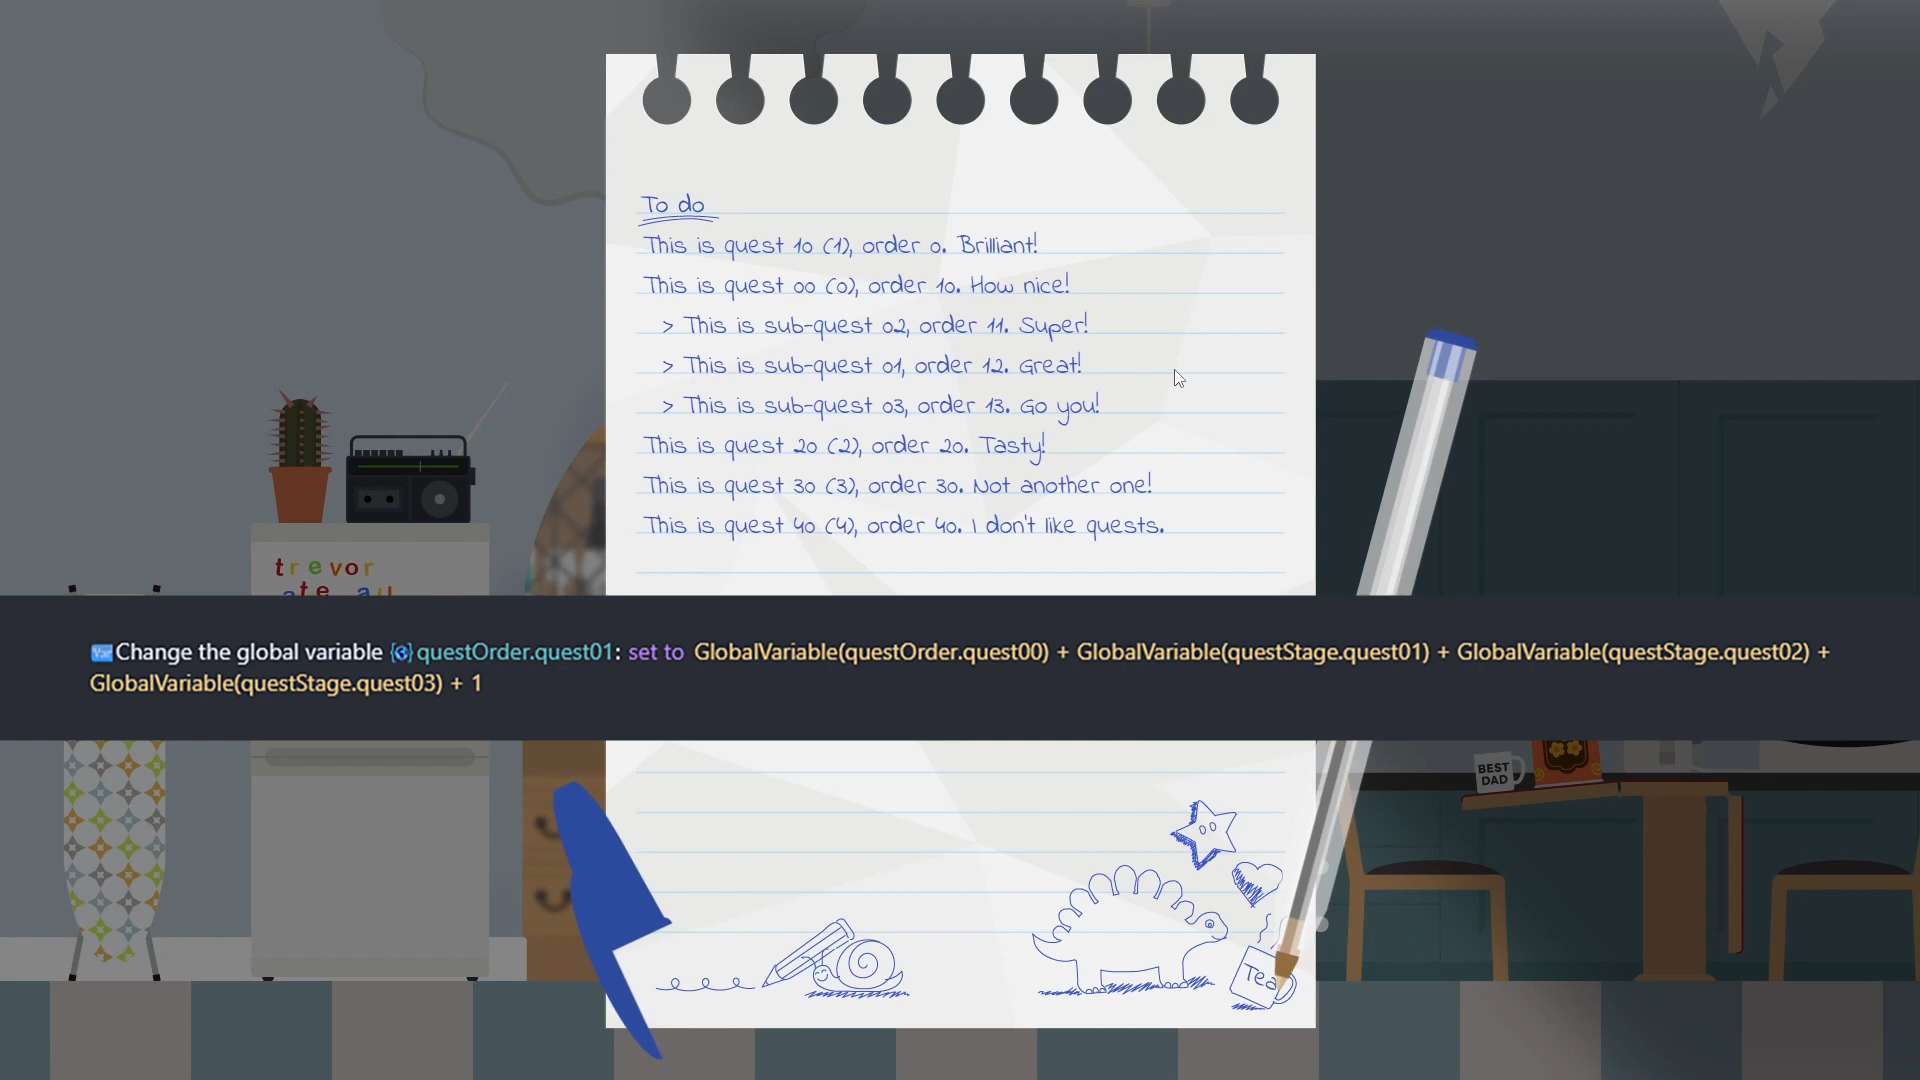 To do
This is quest 10 (1), order 0. Brilliant!
This is quest 00 (0), order 10. How nice!
> This is sub-quest 02, order 11. Super!
> This is sub-quest 01, order 12. Great!
> This is sub-quest 03, order 13. Go you!
This is quest 20 (2), order 20. Tasty!
This is quest 30 (3), order 30. Not another one!
This is quest 40 (4), order 40. I don't like quests.
trevor
ate all
Change the global variable questOrder.quest01: set to GlobalVariable(questOrder.quest00) + GlobalVariable(questStage.quest01) + GlobalVariable(questStage.quest02) +
GlobalVariable(questStage.quest03) + 1
BEST
DAD
Tea